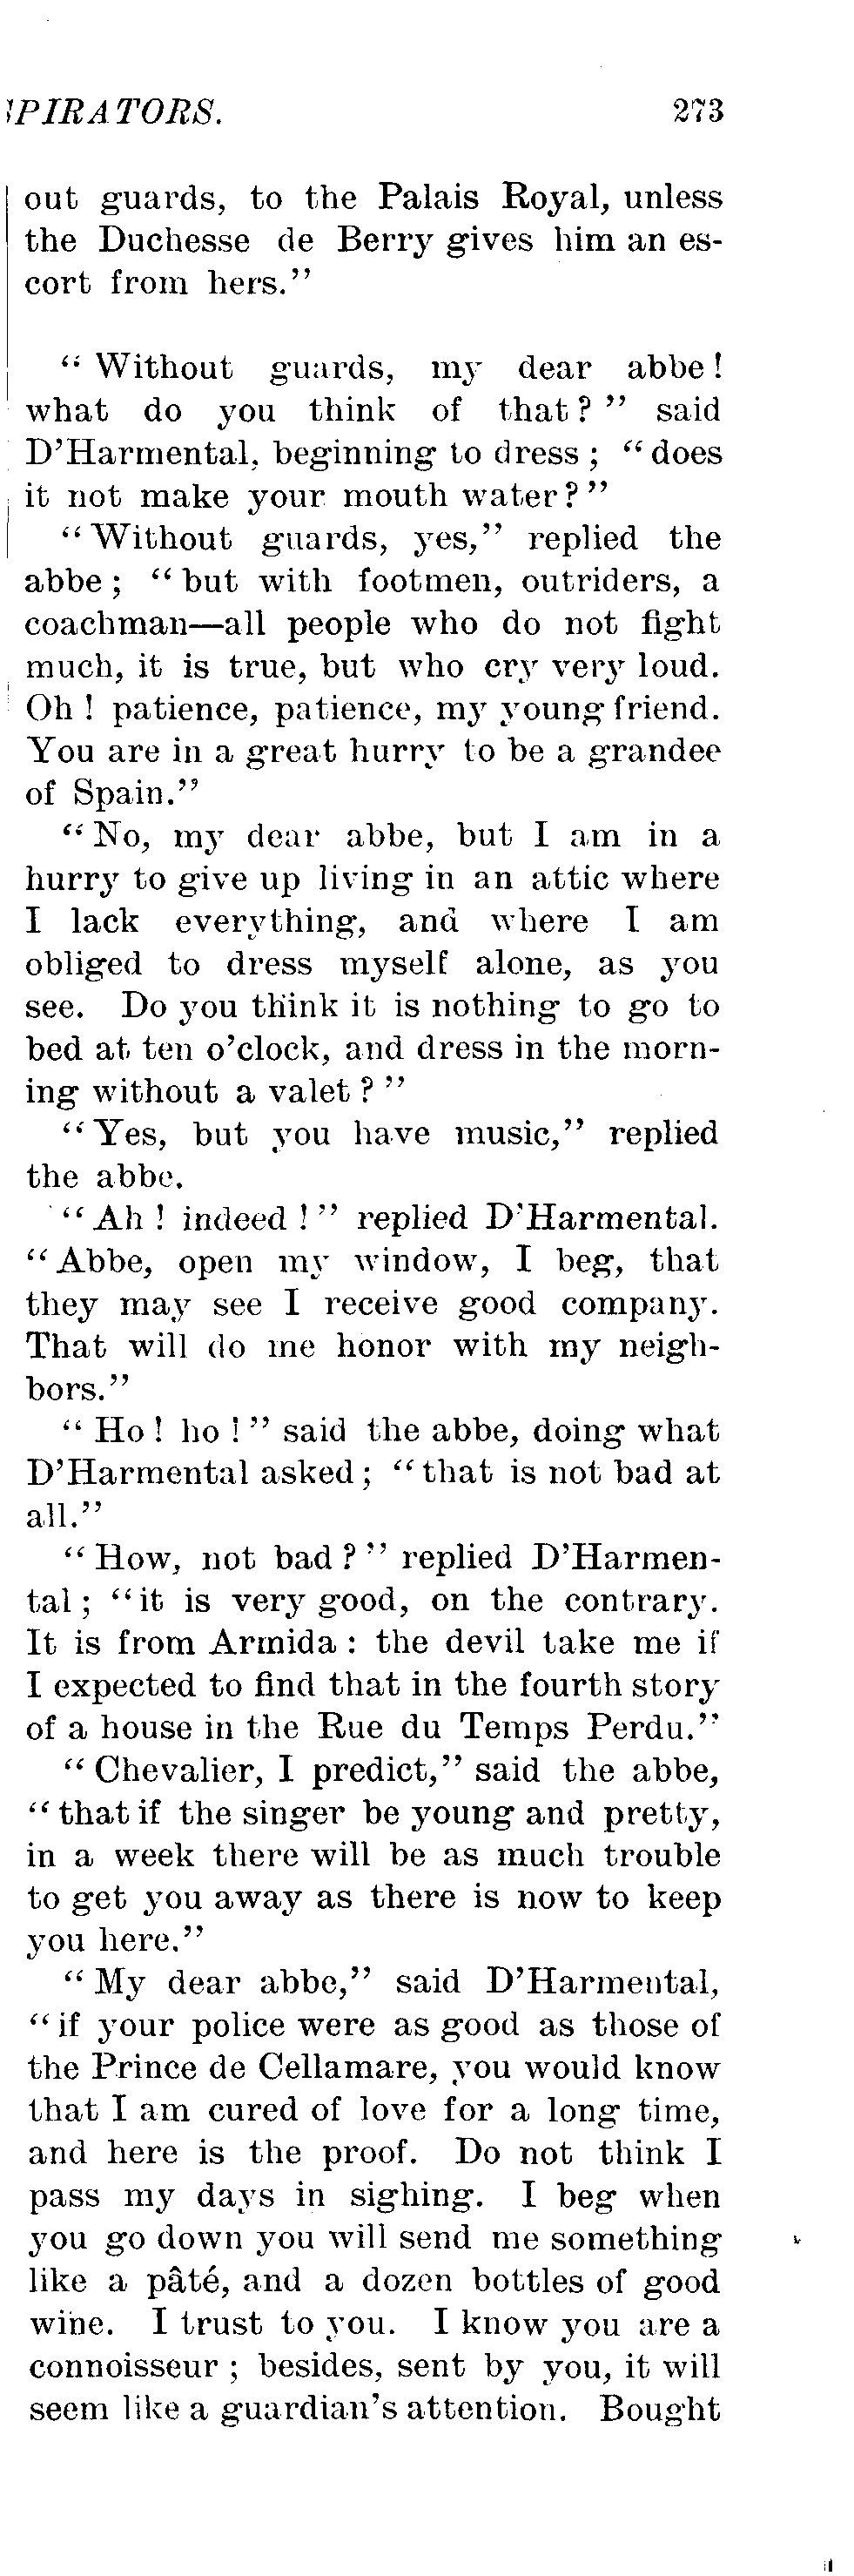 SPIRATORS. 273
out guards, to the Palais Royal, unless
the Duchesse de Berry gives him an es-
cort from hers."
"Without guards, my dear abbe!
what do you think of that?" said
D'Harmental, beginning to dress; "does
it not make your mouth water?"
"Without guards, yes," replied the
abbe; "but with footmen, outriders, a
coachman—all people who do not fight
much, it is true, but who cry very loud.
Oh! patience, patience, my young friend.
You are in a great hurry to be a grandee
of Spain."
"No, my dear abbe, but I am in a
hurry to give up living in an attic where
I lack everything, and where I am
obliged to dress myself alone, as you
see. Do you think it is nothing to go to
bed at ten o'clock, and dress in the morn-
ing without a valet?"
"Yes, but you have music," replied
the abbe.
"Ah! indeed!" replied D'Harmental.
"Abbe, open my window, I beg, that
they may see I receive good company.
That will do me honor with my neigh-
bors."
"Ho! ho!" said the abbe, doing what
D'Harmental asked; "that is not bad at
all."
"How, not bad?" replied D'Harmen-
tal; "it is very good, on the contrary.
It is from Armida: the devil take me if
I expected to find that in the fourth story
of a house in the Rue du Temps Perdu."
"Chevalier, I predict," said the abbe,
"that if the singer be young and pretty,
in a week there will be as much trouble
to get you away as there is now to keep
you here."
"My dear abbe," said D'Harmental,
"if your police were as good as those of
the Prince de Cellamare, you would know
that I am cured of love for a long time,
and here is the proof. Do not think I
pass my days in sighing. I beg when
you go down you will send me something
like a pâté, and a dozen bottles of good
wine. I trust to you. I know you are a
connoisseur; besides, sent by you, it will
seem like a guardian's attention. Bought